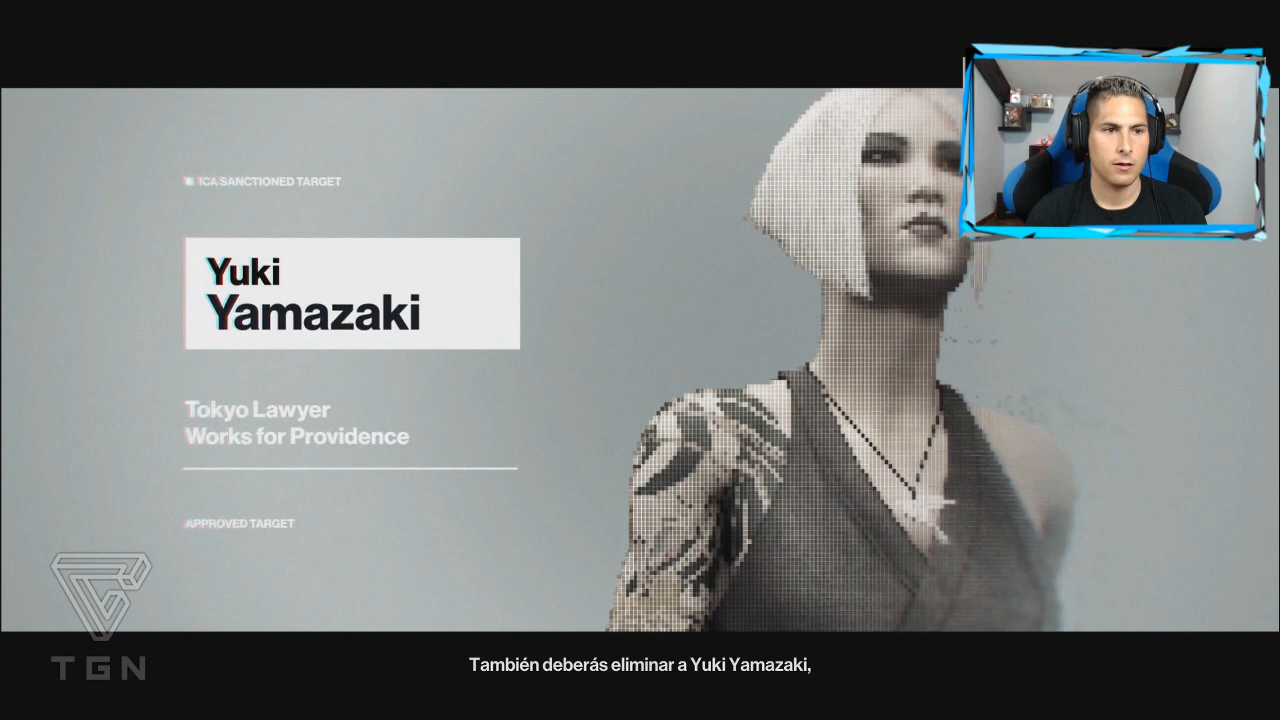 ICA SANCTIONED TARGET
Yuki
Yamazaki
Tokyo Lawyer
Works for Providence
APPROVED TARGET
TGN
También deberás eliminar a Yuki Yamazaki,